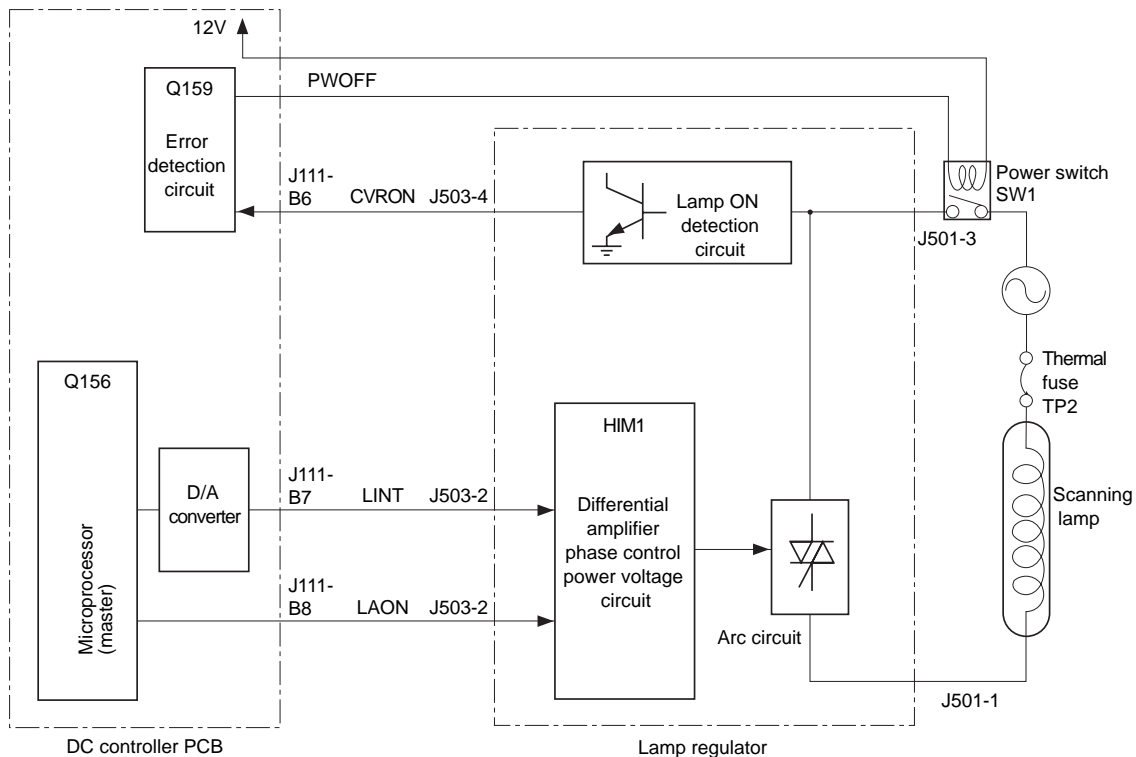 12V
Q159
PWOFF
Error
detection
circuit
J111-
B6
CVRON
J503-4
Lamp ON
detection
circuit
Power switch
SW1
J501-3
Thermal
fuse
TP2
Q156
Microprocessor
(master)
D/A
converter
J111-
B7
LINT
J503-2
HIM1
Differential
amplifier
phase control
power voltage
circuit
Scanning
lamp
J111-
B8
LAON
J503-2
Arc circuit
J501-1
DC controller PCB
Lamp regulator